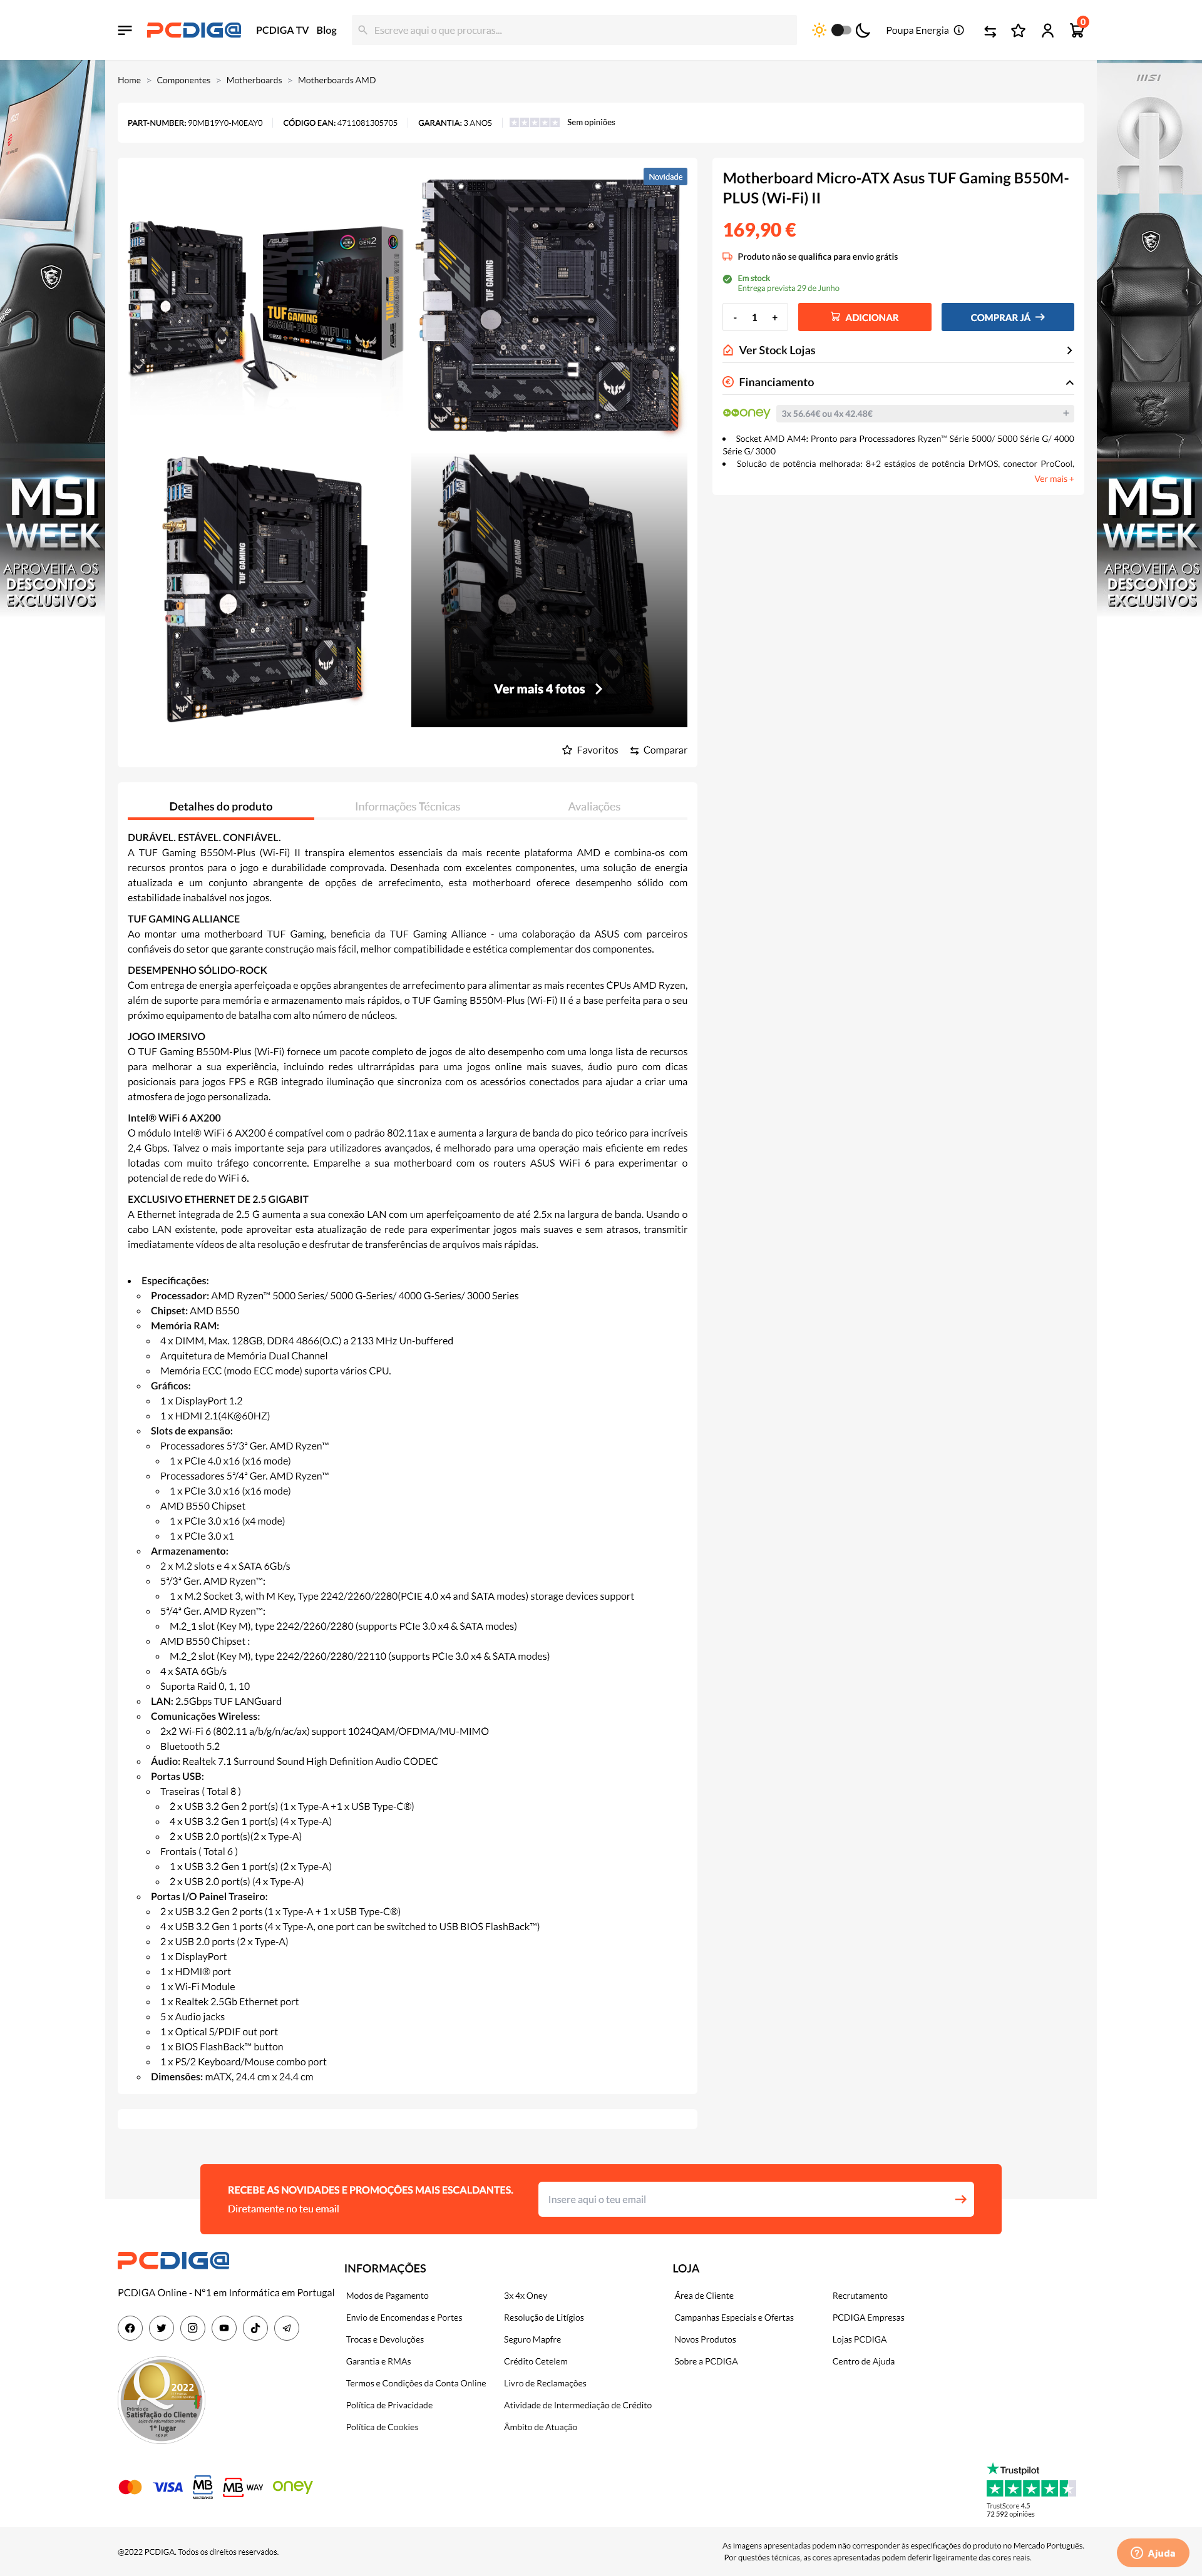 PCDIGA
PCDIGA TV
Blog
Escreve aqui o que procuras...
Poupa Energia
0
Home > Componentes > Motherboards > Motherboards AMD
PART-NUMBER: 90MB19Y0-M0EAY0
CÓDIGO EAN: 4711081305705
GARANTIA: 3 ANOS
Sem opiniões
Novidade
Ver mais 4 fotos
Favoritos
Comparar
Motherboard Micro-ATX Asus TUF Gaming B550M-
PLUS (Wi-Fi) II
169,90 €
Produto não se qualifica para envio grátis
Em stock
Entrega prevista 29 de Junho
- 1 +
ADICIONAR
COMPRAR JÁ
Ver Stock Lojas
Financiamento
oney
3x 56.64€ ou 4x 42.48€
+
• Socket AMD AM4: Pronto para Processadores Ryzen™ Série 5000/ 5000 Série G/ 4000
Série G/ 3000
• Solução de potência melhorada: 8+2 estágios de potência DrMOS, conector ProCool,
Ver mais +
MSI
WEEK
APROVEITA OS
DESCONTOS
EXCLUSIVOS
msi
MSI
WEEK
APROVEITA OS
DESCONTOS
EXCLUSIVOS
Detalhes do produto
Informações Técnicas
Avaliações
DURÁVEL. ESTÁVEL. CONFIÁVEL.
A TUF Gaming B550M-Plus (Wi-Fi) II transpira elementos essenciais da mais recente plataforma AMD e combina-os com
recursos prontos para o jogo e durabilidade comprovada. Desenhada com excelentes componentes, uma solução de energia
atualizada e um conjunto abrangente de opções de arrefecimento, esta motherboard oferece desempenho sólido com
estabilidade inabalável nos jogos.
TUF GAMING ALLIANCE
Ao montar uma motherboard TUF Gaming, beneficia da TUF Gaming Alliance - uma colaboração da ASUS com parceiros
confiáveis do setor que garante construção mais fácil, melhor compatibilidade e estética complementar dos componentes.
DESEMPENHO SÓLIDO-ROCK
Com entrega de energia aperfeiçoada e opções abrangentes de arrefecimento para alimentar as mais recentes CPUs AMD Ryzen,
além de suporte para memória e armazenamento mais rápidos, o TUF Gaming B550M-Plus (Wi-Fi) II é a base perfeita para o seu
próximo equipamento de batalha com alto número de núcleos.
JOGO IMERSIVO
O TUF Gaming B550M-Plus (Wi-Fi) fornece um pacote completo de jogos de alto desempenho com uma longa lista de recursos
para melhorar a sua experiência, incluindo redes ultrarrápidas para uma jogos online mais suaves, áudio puro com dicas
posicionais para jogos FPS e RGB integrado iluminação que sincroniza com os acessórios conectados para ajudar a criar uma
atmosfera de jogo personalizada.
Intel® WiFi 6 AX200
O módulo Intel® WiFi 6 AX200 é compatível com o padrão 802,11ax e aumenta a largura de banda do pico teórico para incríveis
2,4 Gbps. Talvez o mais importante seja para utilizadores avançados, é melhorado para uma operação mais eficiente em redes
lotadas com muito tráfego concorrente. Emparelhe a sua motherboard com os routers ASUS WiFi 6 para experimentar o
potencial de rede do WiFi 6.
EXCLUSIVO ETHERNET DE 2.5 GIGABIT
A Ethernet integrada de 2.5 G aumenta a sua conexão LAN com um aperfeiçoamento de até 2.5x na largura de banda. Usando o
cabo LAN existente, pode aproveitar esta atualização de rede para experimentar jogos mais suaves e sem atrasos, transmitir
imediatamente vídeos de alta resolução e desfrutar de transferências de arquivos mais rápidas.
Especificações:
Processador: AMD Ryzen™ 5000 Series/ 5000 G-Series/ 4000 G-Series/ 3000 Series
Chipset: AMD B550
Memória RAM:
4 x DIMM, Max. 128GB, DDR4 4866(O.C) a 2133 MHz Un-buffered
Arquitetura de Memória Dual Channel
Memória ECC (modo ECC mode) suporta vários CPU.
Gráficos:
1 x DisplayPort 1.2
1 x HDMI 2.1(4K@60HZ)
Slots de expansão:
Processadores 5ª/3ª Ger. AMD Ryzen™
1 x PCIe 4.0 x16 (x16 mode)
Processadores 5ª/4ª Ger. AMD Ryzen™
1 x PCIe 3.0 x16 (x16 mode)
AMD B550 Chipset
1 x PCIe 3.0 x16 (x4 mode)
1 x PCIe 3.0 x1
Armazenamento:
2 x M.2 slots e 4 x SATA 6Gb/s
5ª/3ª Ger. AMD Ryzen™:
1 x M.2 Socket 3, with M Key, Type 2242/2260/2280(PCIE 4.0 x4 and SATA modes) storage devices support
5ª/4ª Ger. AMD Ryzen™:
M.2_1 slot (Key M), type 2242/2260/2280 (supports PCIe 3.0 x4 & SATA modes)
AMD B550 Chipset :
M.2_2 slot (Key M), type 2242/2260/2280/22110 (supports PCIe 3.0 x4 & SATA modes)
4 x SATA 6Gb/s
Suporta Raid 0, 1, 10
LAN: 2.5Gbps TUF LANGuard
Comunicações Wireless:
2x2 Wi-Fi 6 (802.11 a/b/g/n/ac/ax) support 1024QAM/OFDMA/MU-MIMO
Bluetooth 5.2
Áudio: Realtek 7.1 Surround Sound High Definition Audio CODEC
Portas USB:
Traseiras ( Total 8 )
2 x USB 3.2 Gen 2 port(s) (1 x Type-A +1 x USB Type-C®)
4 x USB 3.2 Gen 1 port(s) (4 x Type-A)
2 x USB 2.0 port(s)(2 x Type-A)
Frontais ( Total 6 )
1 x USB 3.2 Gen 1 port(s) (2 x Type-A)
2 x USB 2.0 port(s) (4 x Type-A)
Portas I/O Painel Traseiro:
2 x USB 3.2 Gen 2 ports (1 x Type-A + 1 x USB Type-C®)
4 x USB 3.2 Gen 1 ports (4 x Type-A, one port can be switched to USB BIOS FlashBack™)
2 x USB 2.0 ports (2 x Type-A)
1 x DisplayPort
1 x HDMI® port
1 x Wi-Fi Module
1 x Realtek 2.5Gb Ethernet port
5 x Audio jacks
1 x Optical S/PDIF out port
1 x BIOS FlashBack™ button
1 x PS/2 Keyboard/Mouse combo port
Dimensões: mATX, 24.4 cm x 24.4 cm
RECEBE AS NOVIDADES E PROMOÇÕES MAIS ESCALDANTES.
Diretamente no teu email
Insere aqui o teu email
PCDIGA
PCDIGA Online - Nº1 em Informática em Portugal
2022
Satisfação do Cliente
1º lugar
INFORMAÇÕES
Modos de Pagamento
Envio de Encomendas e Portes
Trocas e Devoluções
Garantia e RMAs
Termos e Condições da Conta Online
Política de Privacidade
Política de Cookies
3x 4x Oney
Resolução de Litígios
Seguro Mapfre
Crédito Cetelem
Livro de Reclamações
Atividade de Intermediação de Crédito
Âmbito de Atuação
LOJA
Área de Cliente
Campanhas Especiais e Ofertas
Novos Produtos
Sobre a PCDIGA
Recrutamento
PCDIGA Empresas
Lojas PCDIGA
Centro de Ajuda
VISA
MB
MULTIBANCO
MB WAY
oney
Trustpilot
TrustScore 4.5
72 592 opiniões
@2022 PCDIGA. Todos os direitos reservados.
As imagens apresentadas podem não corresponder às especificações do produto no Mercado Português.
Por questões técnicas, as cores apresentadas podem deferir ligeiramente das cores reais.
Ajuda